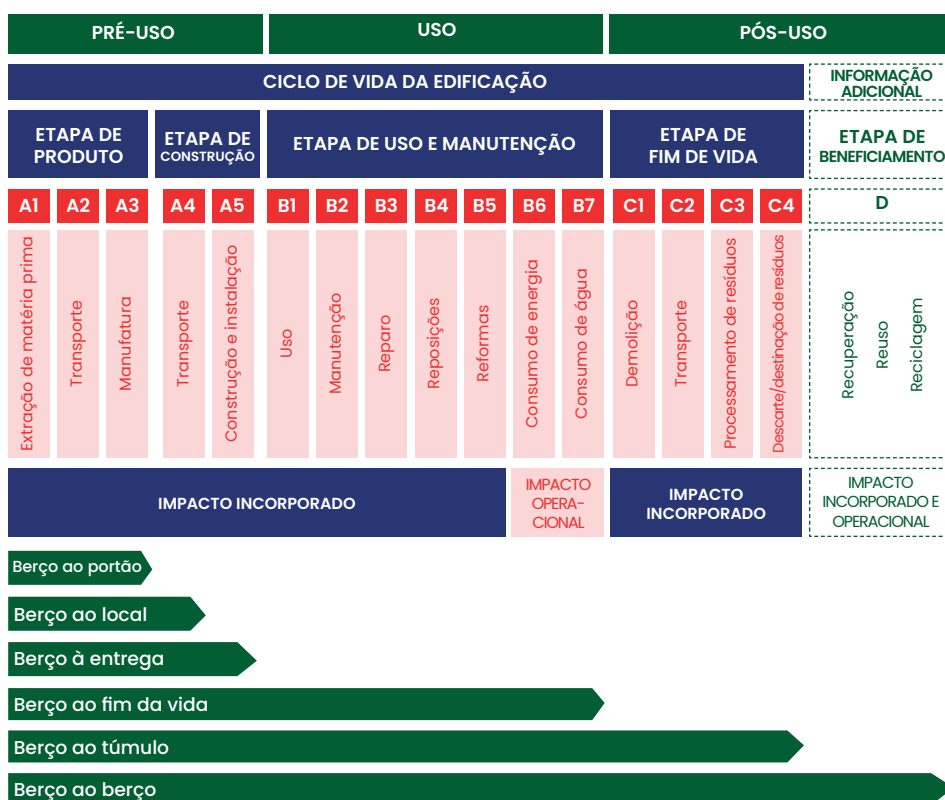 PRÉ-USO
USO
PÓS-USO
CICLO DE VIDA DA EDIFICAÇÃO
INFORMAÇÃO
ADICIONAL
ETAPA DE
PRODUTO
ETAPA DE
CONSTRUÇÃO
ETAPA DE USO E MANUTENÇÃO
ETAPA DE
FIM DE VIDA
ETAPA DE
BENEFICIAMENTO
A1
A2
A3
A4
A5
B1
B2
B3
B4
B5
B6
B7
C1
C2
C3
C4
D
Extração de matéria prima
Transporte
Manufatura
Transporte
Construção e instalação
Uso
Manutenção
Reparo
Reposições
Reformas
Consumo de energia
Consumo de água
Demolição
Transporte
Processamento de resíduos
Descarte/destinação de resíduos
Recuperação
Reuso
Reciclagem
IMPACTO INCORPORADO
IMPACTO
OPERA-
CIONAL
IMPACTO
INCORPORADO
IMPACTO
INCORPORADO E
OPERACIONAL
Berço ao portão
Berço ao local
Berço à entrega
Berço ao fim da vida
Berço ao túmulo
Berço ao berço